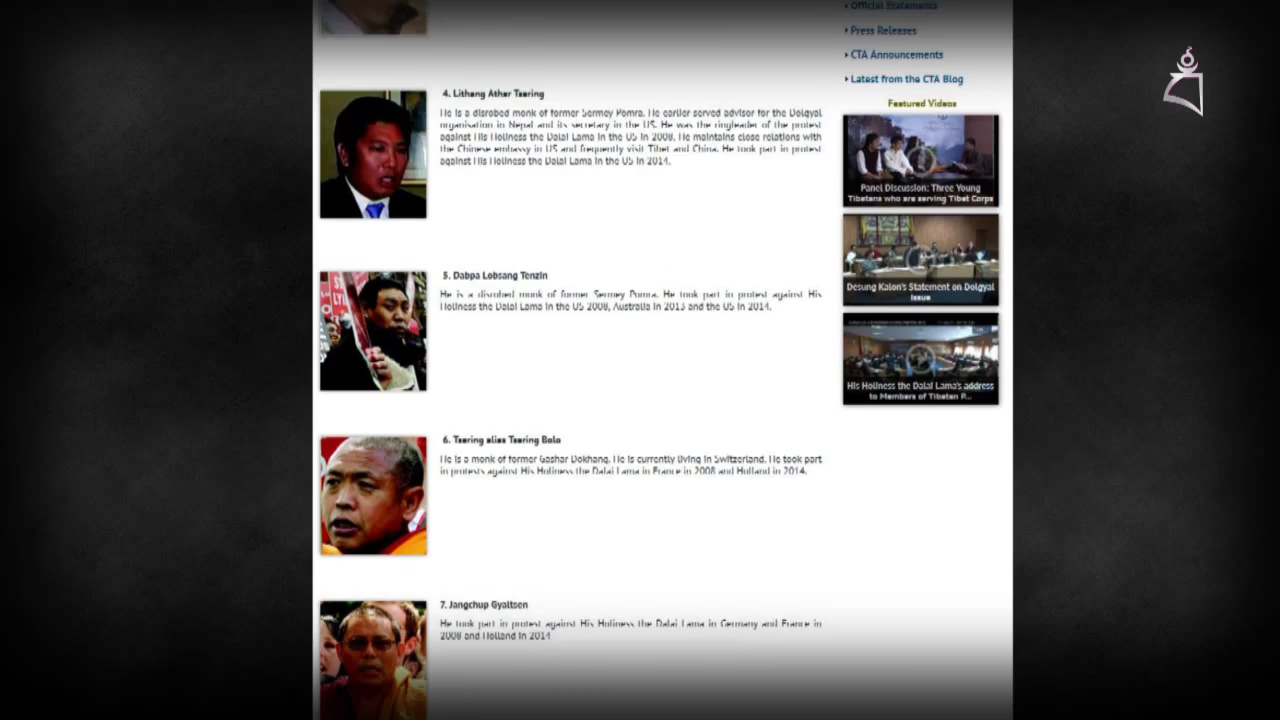 4. Lithang Athar Tsering
He is a disrobed monk of former Sermey Pomra. He earlier served advisor for the Dolgyal
organisation in Nepal and its secretary in the US. He was the ringleader of the protest
against His Holiness the Dalai Lama in the US in 2008. He maintains close relations with
the Chinese embassy in US and frequently visit Tibet and China. He took part in protest
against His Holiness the Dalai Lama in the US in 2014.
5. Dabpa Lobsang Tenzin
He is a disrobed monk of former Sermey Pomra. He took part in protest against His
Holiness the Dalai Lama in the US 2008, Australia in 2013 and the US in 2014.
6. Tsering alias Tsering Bola
He is a monk of former Gashar Dokhang. He is currently living in Switzerland. He took part
in protests against His Holiness the Dalai Lama in France in 2008 and Holland in 2014.
7. Jangchup Gyaltsen
He took part in protest against His Holiness the Dalai Lama in Germany and France in
2008 and Holland in 2014
Official Statements
Press Releases
CTA Announcements
Latest from the CTA Blog
Featured Videos
Panel Discussion: Three Young
Tibetans who are serving Tibet Corps
Desung Kalon's Statement on Dolgyal
Issue
His Holiness the Dalai Lama's address
to Members of Tibetan P...